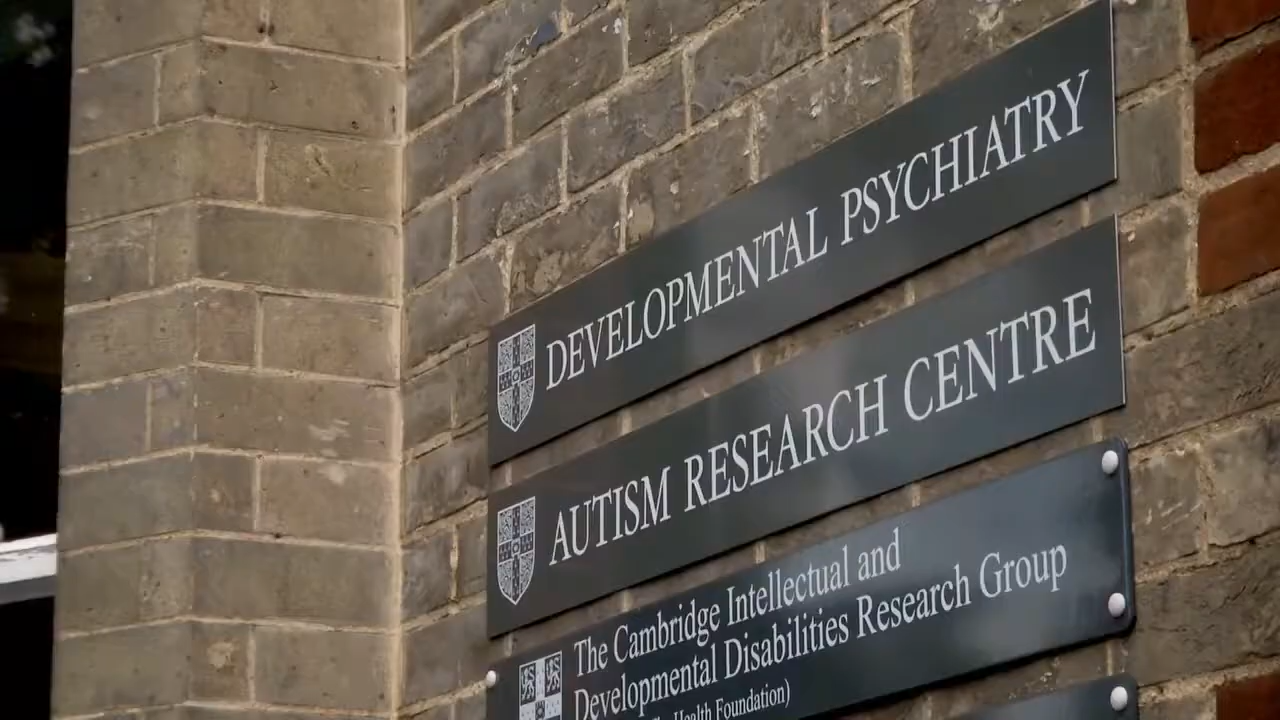 DEVELOPMENTAL PSYCHIATRY
AUTISM RESEARCH CENTRE
The Cambridge Intellectual and
Developmental Disabilities Research Group
Health Foundation)